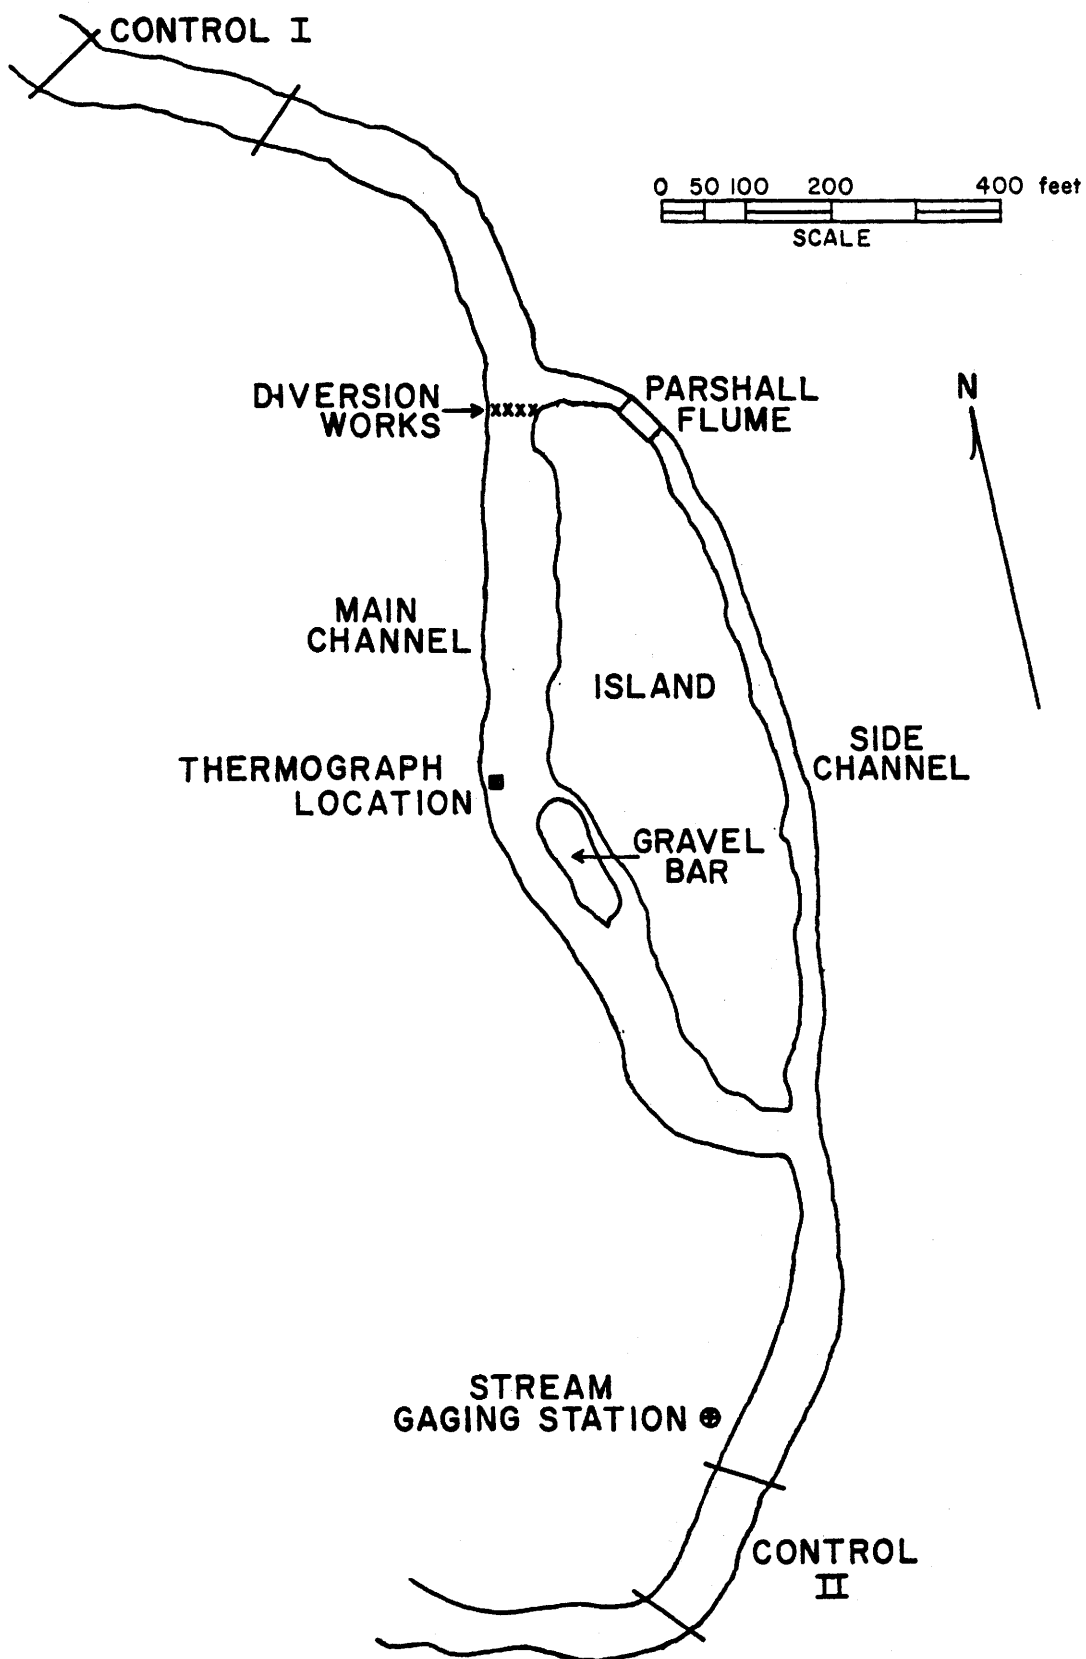 CONTROL I
0 50 100 200 400 feet
SCALE
N
DIVERSION
WORKS
xxxx
PARSHALL
FLUME
MAIN
CHANNEL
ISLAND
SIDE
CHANNEL
THERMOGRAPH
LOCATION
GRAVEL
BAR
STREAM
GAGING STATION
CONTROL
II